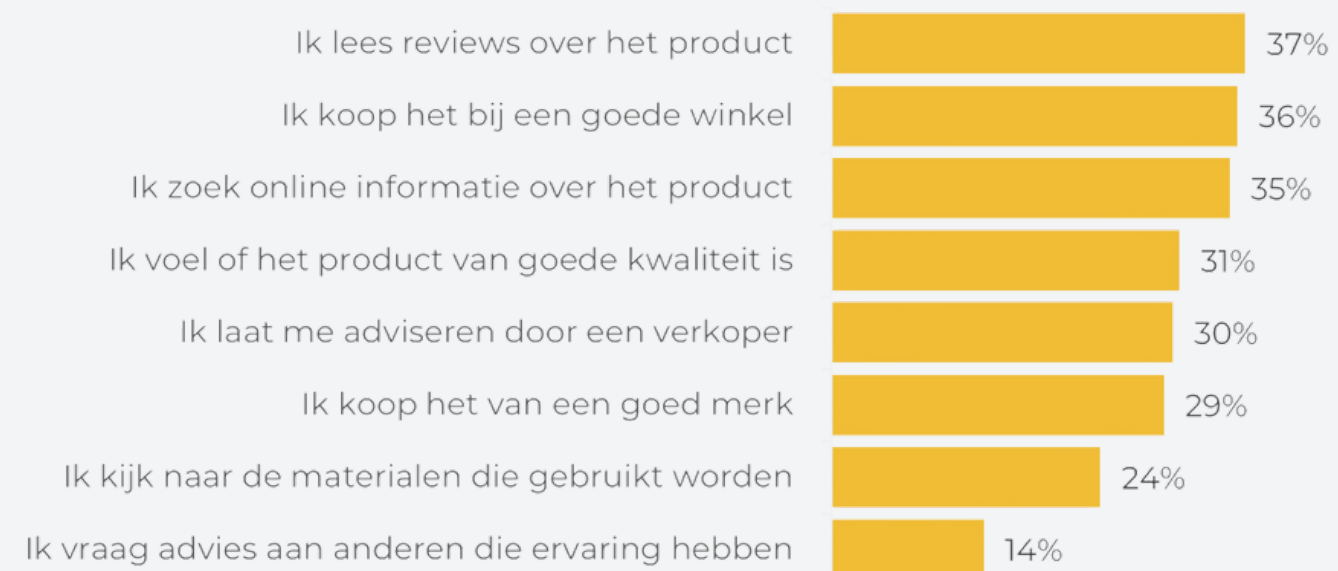 Ik lees reviews over het product 37%
Ik koop het bij een goede winkel 36%
Ik zoek online informatie over het product 35%
Ik voel of het product van goede kwaliteit is 31%
Ik laat me adviseren door een verkoper 30%
Ik koop het van een goed merk 29%
Ik kijk naar de materialen die gebruikt worden 24%
Ik vraag advies aan anderen die ervaring hebben 14%